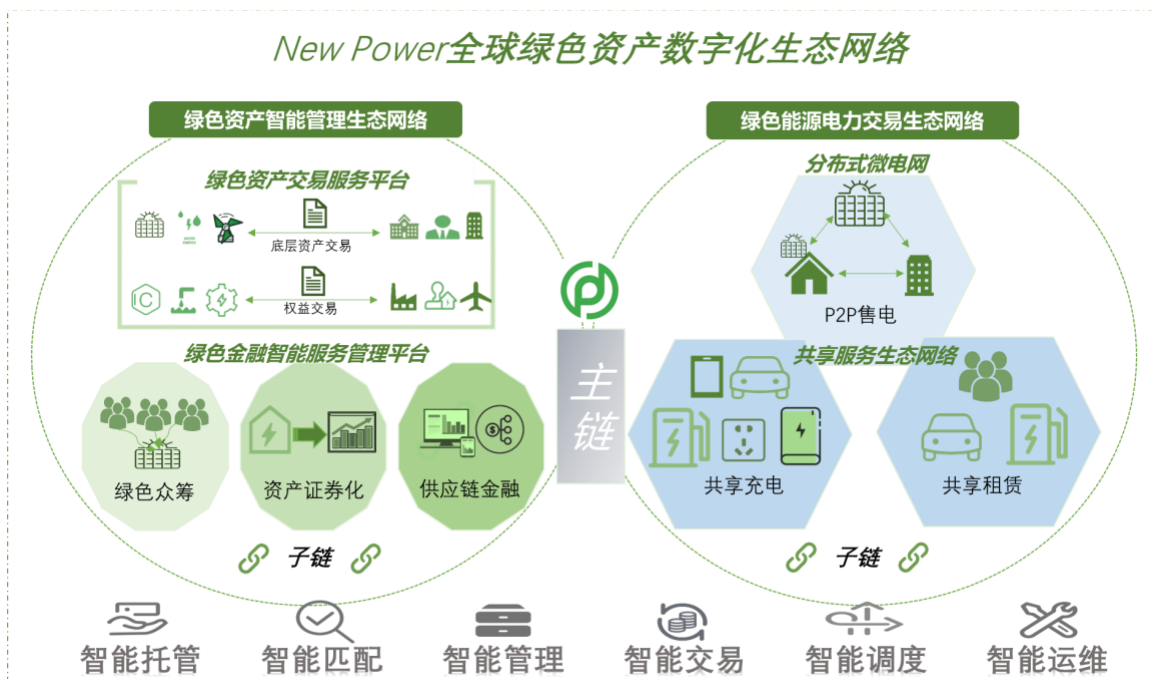 New Power全球绿色资产数字化生态网络
绿色资产智能管理生态网络
绿色资产交易服务平台
底层资产交易
C
权益交易
绿色金融智能服务管理平台
绿色众筹
资产证券化
供应链金融
子链
主链
绿色能源电力交易生态网络
分布式微电网
P2P售电
共享服务生态网络
共享充电
共享租赁
子链
智能托管
智能匹配
智能管理
智能交易
智能调度
智能运维